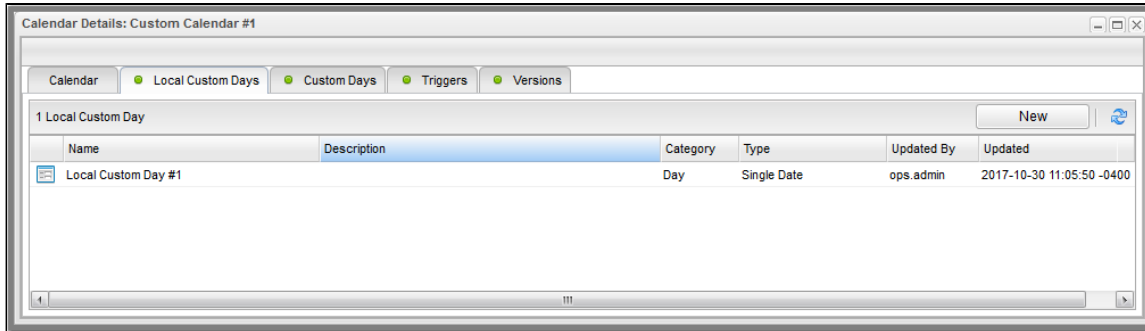 Calendar Details: Custom Calendar #1
Calendar Local Custom Days Custom Days Triggers Versions
1 Local Custom Day New
Name Description Category Type Updated By Updated
Local Custom Day #1 Day Single Date ops.admin 2017-10-30 11:05:50 -0400